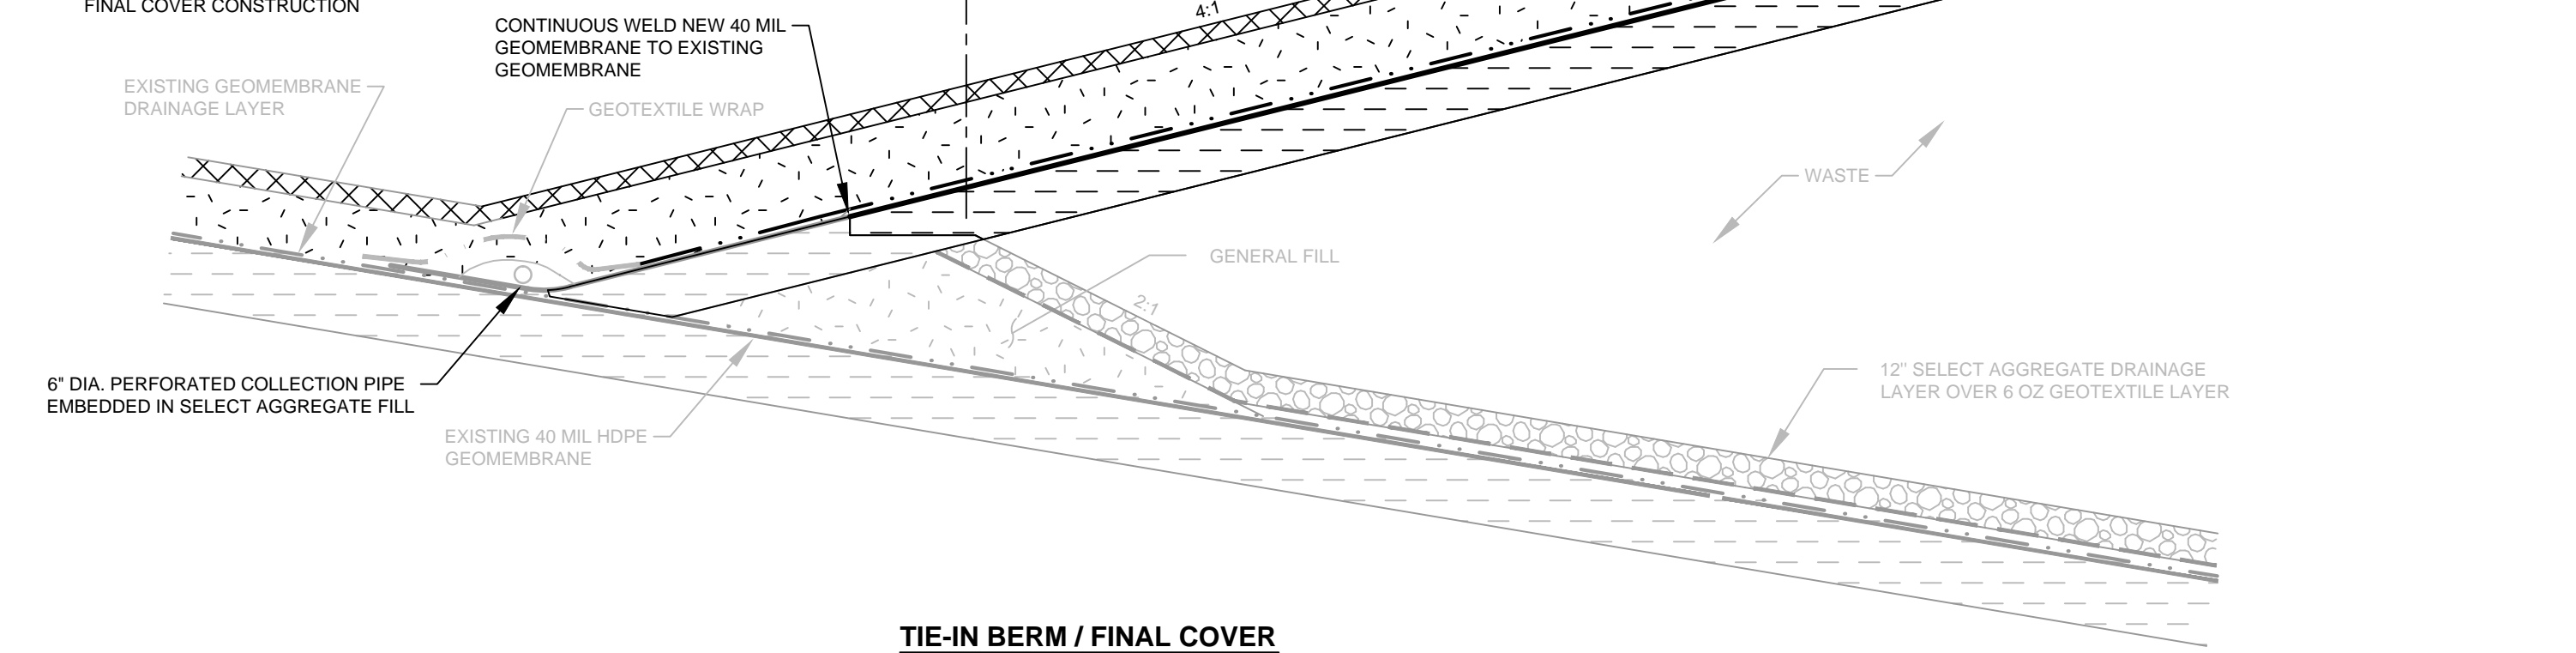 FINAL COVER CONSTRUCTION
CONTINUOUS WELD NEW 40 MIL
GEOMEMBRANE TO EXISTING
GEOMEMBRANE
4:1
EXISTING GEOMEMBRANE
DRAINAGE LAYER
GEOTEXTILE WRAP
WASTE
GENERAL FILL
2:1
6" DIA. PERFORATED COLLECTION PIPE
EMBEDDED IN SELECT AGGREGATE FILL
12" SELECT AGGREGATE DRAINAGE
LAYER OVER 6 OZ GEOTEXTILE LAYER
EXISTING 40 MIL HDPE
GEOMEMBRANE
TIE-IN BERM / FINAL COVER